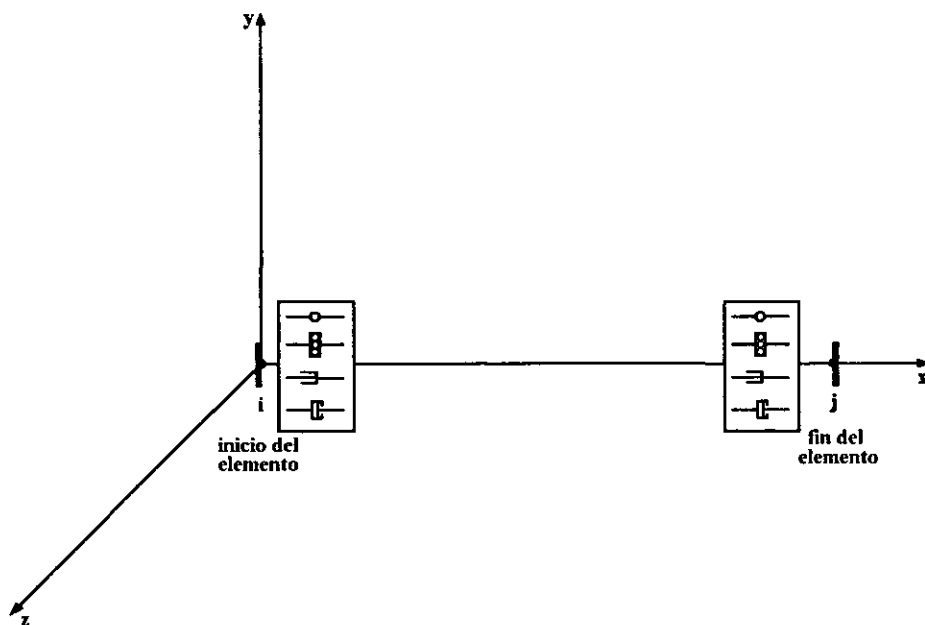 y
i
j
x
inicio del
elemento
fin del
elemento
z